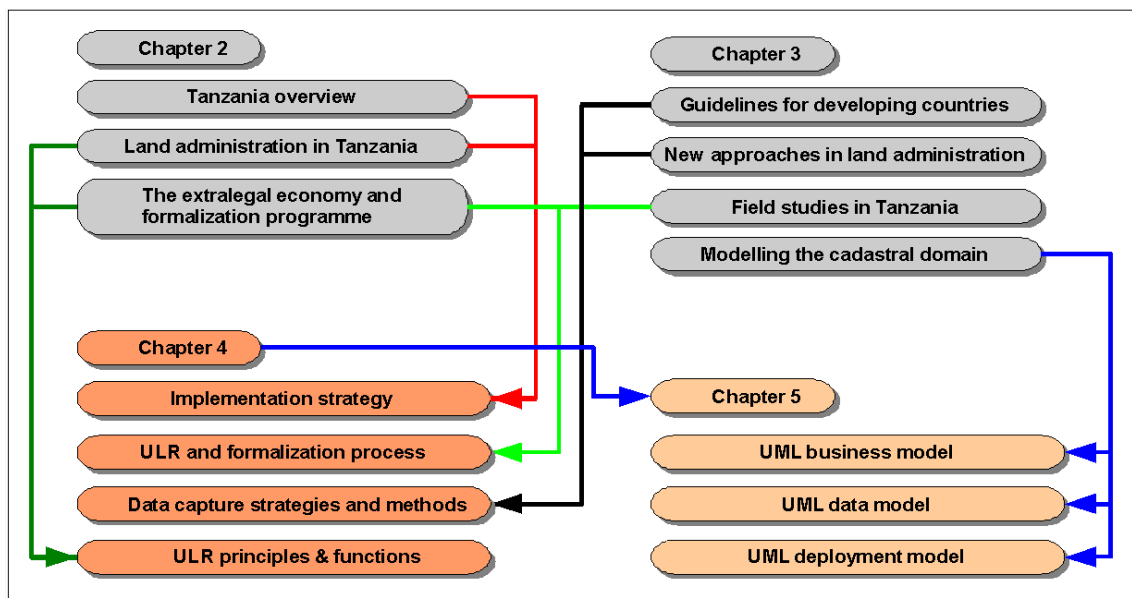 Chapter 2
Tanzania overview
Land administration in Tanzania
The extralegal economy and
formalization programme
Chapter 3
Guidelines for developing countries
New approaches in land administration
Field studies in Tanzania
Modelling the cadastral domain
Chapter 4
Implementation strategy
ULR and formalization process
Data capture strategies and methods
ULR principles & functions
Chapter 5
UML business model
UML data model
UML deployment model